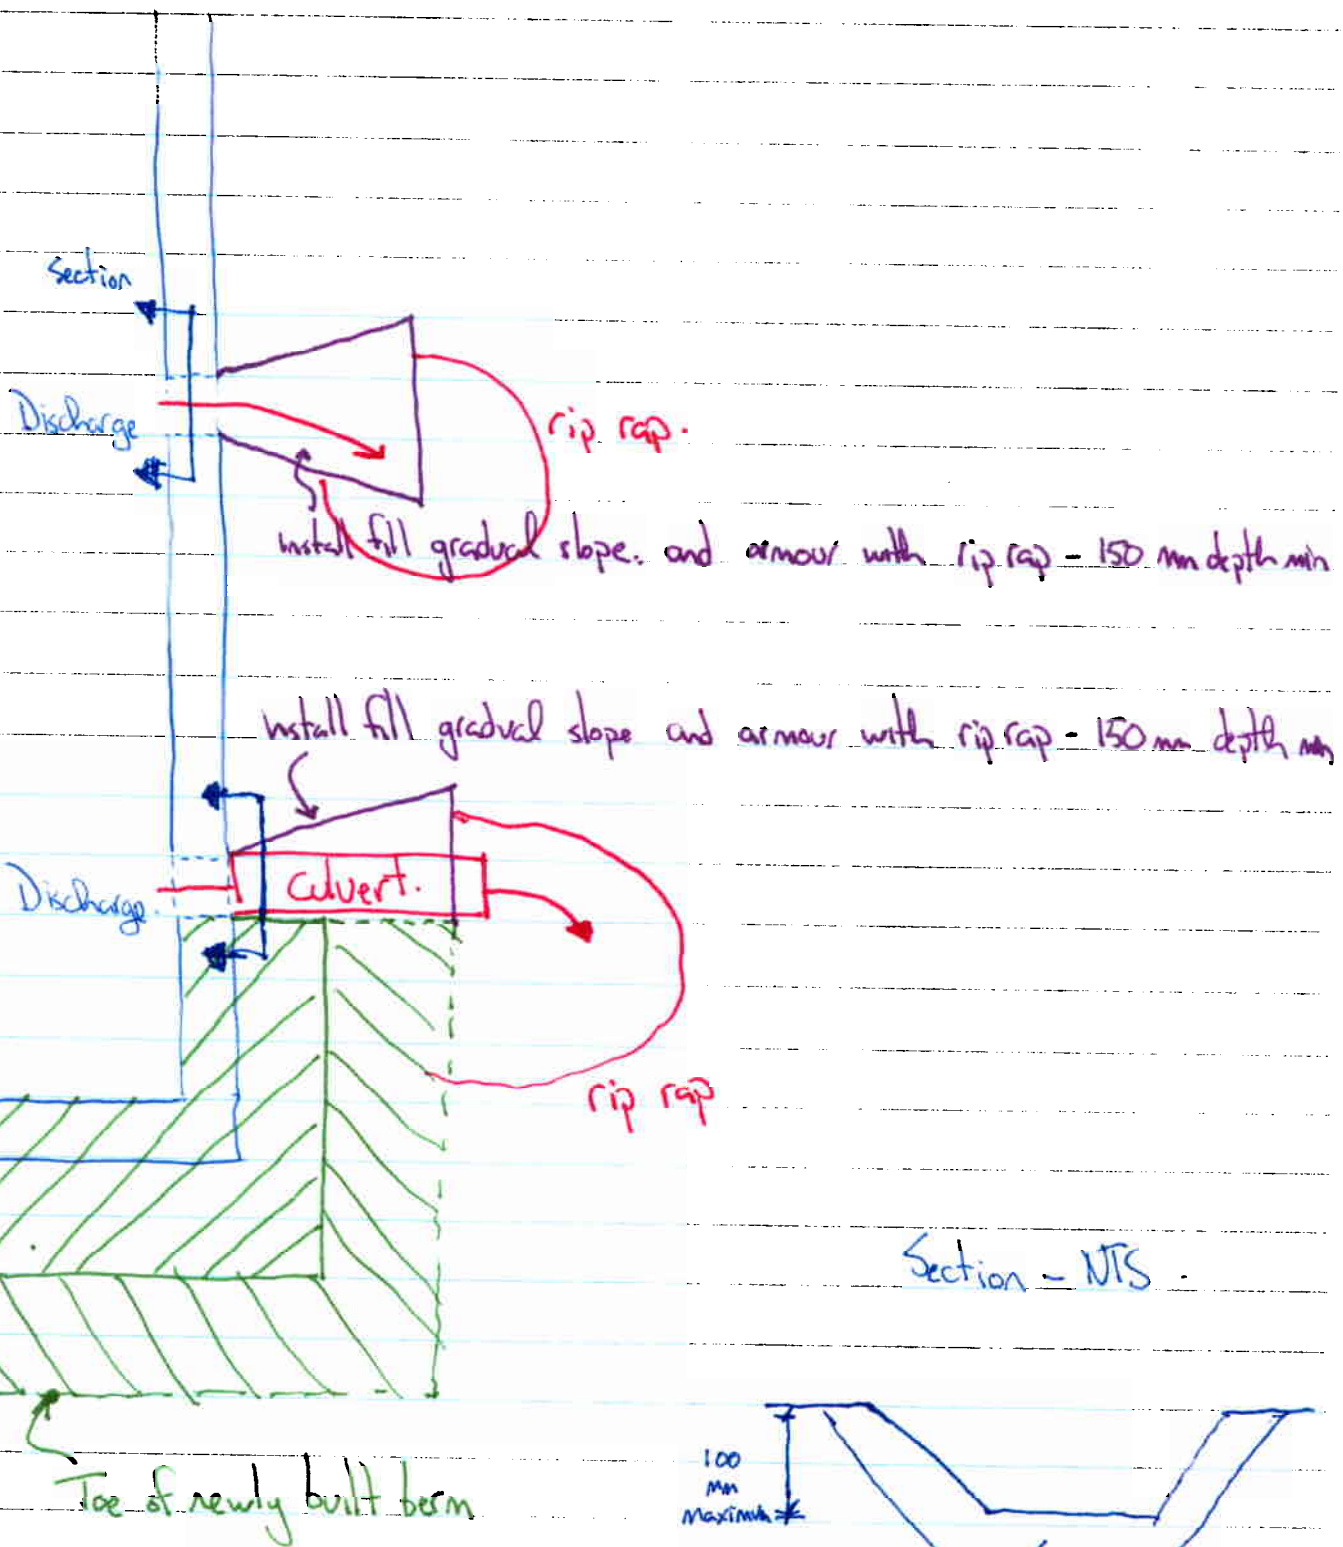 Section
Discharge
rip rap.
install fill gradual slope. and armour with rip rap - 150 mm depth min
install fill gradual slope and armour with rip rap - 150 mm depth min
Discharge
Culvert.
rip rap
Section - NTS.
100
mm
Maximum
Toe of newly built berm